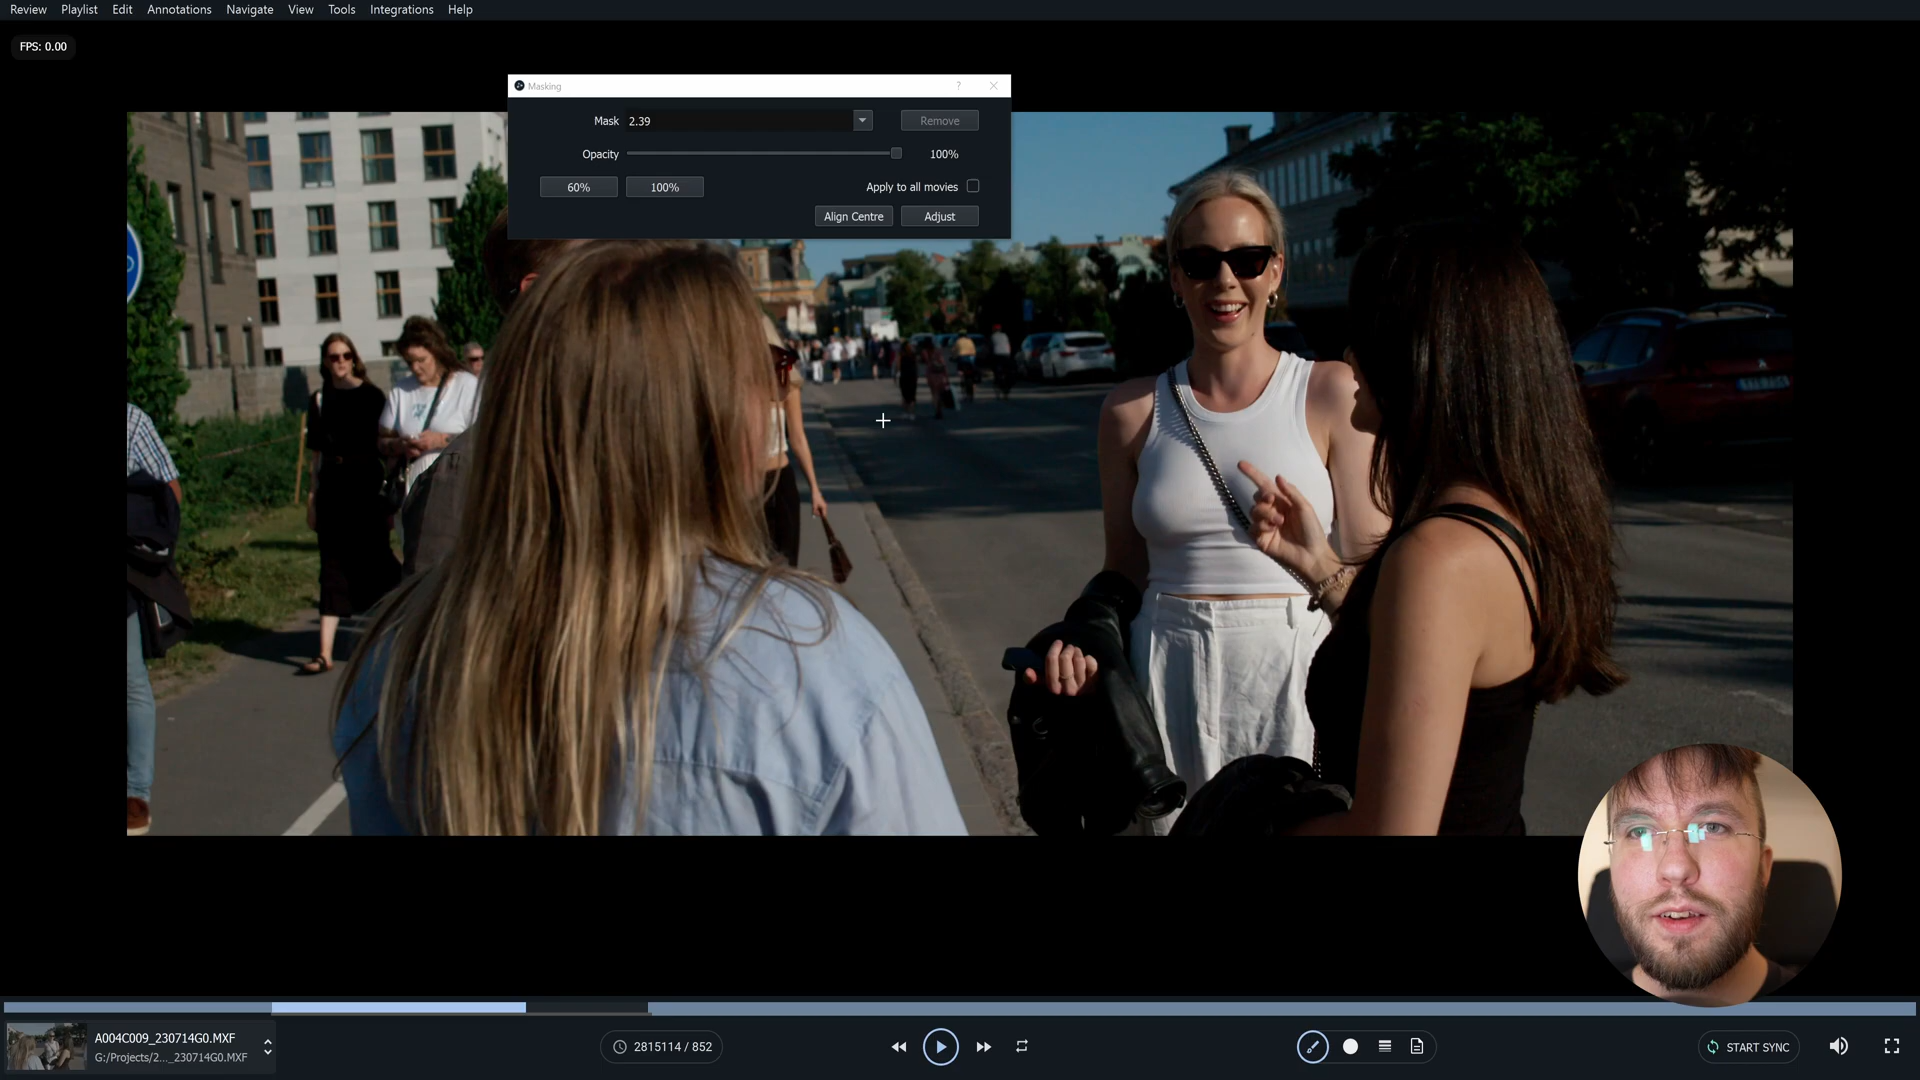 Review Playlist Edit Annotations Navigate View Tools Integrations Help
FPS: 0.00
Masking ?
Mask 2.39 Remove
Opacity 100%
60% 100% Apply to all movies
Align Centre Adjust
A004C009_230714G0.MXF
G:/Projects/2..._230714G0.MXF
2815114 / 852
START SYNC